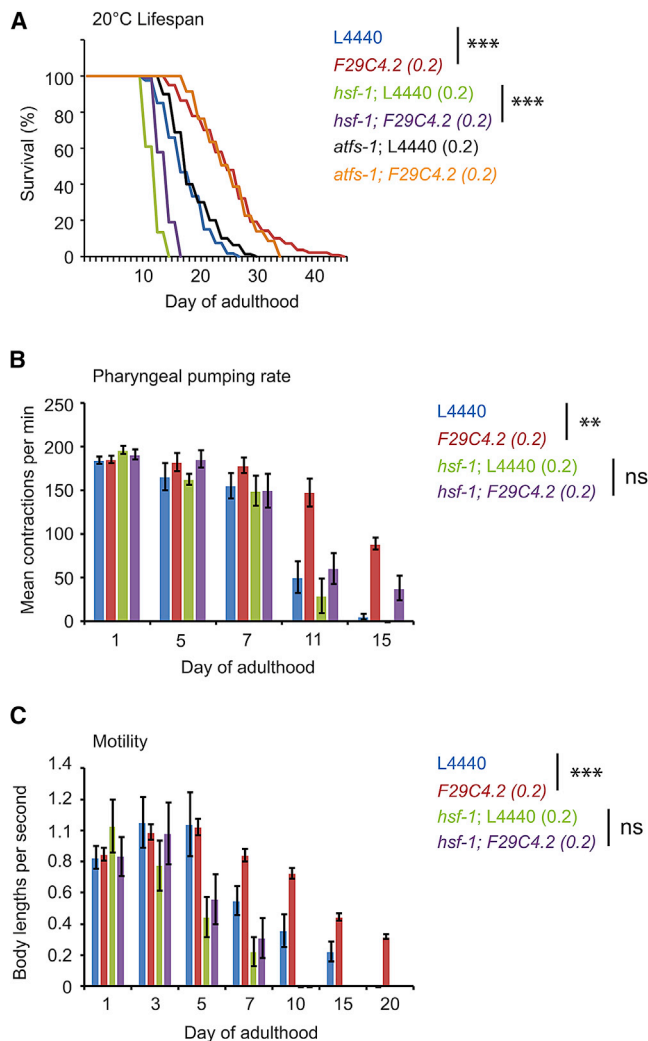 A
20°C Lifespan
Survival (%)
100
80
60
40
20
0
10 20 30 40
Day of adulthood
L4440
F29C4.2 (0.2)
***
hsf-1; L4440 (0.2)
hsf-1; F29C4.2 (0.2)
***
atfs-1; L4440 (0.2)
atfs-1; F29C4.2 (0.2)
B
Pharyngeal pumping rate
Mean contractions per min
250
200
150
100
50
0
1 5 7 11 15
Day of adulthood
L4440
F29C4.2 (0.2)
**
hsf-1; L4440 (0.2)
hsf-1; F29C4.2 (0.2)
ns
C
Motility
Body lengths per second
1.4
1.2
1.1
0.8
0.6
0.4
0.2
0
1 3 5 7 10 15 20
Day of adulthood
L4440
F29C4.2 (0.2)
***
hsf-1; L4440 (0.2)
hsf-1; F29C4.2 (0.2)
ns